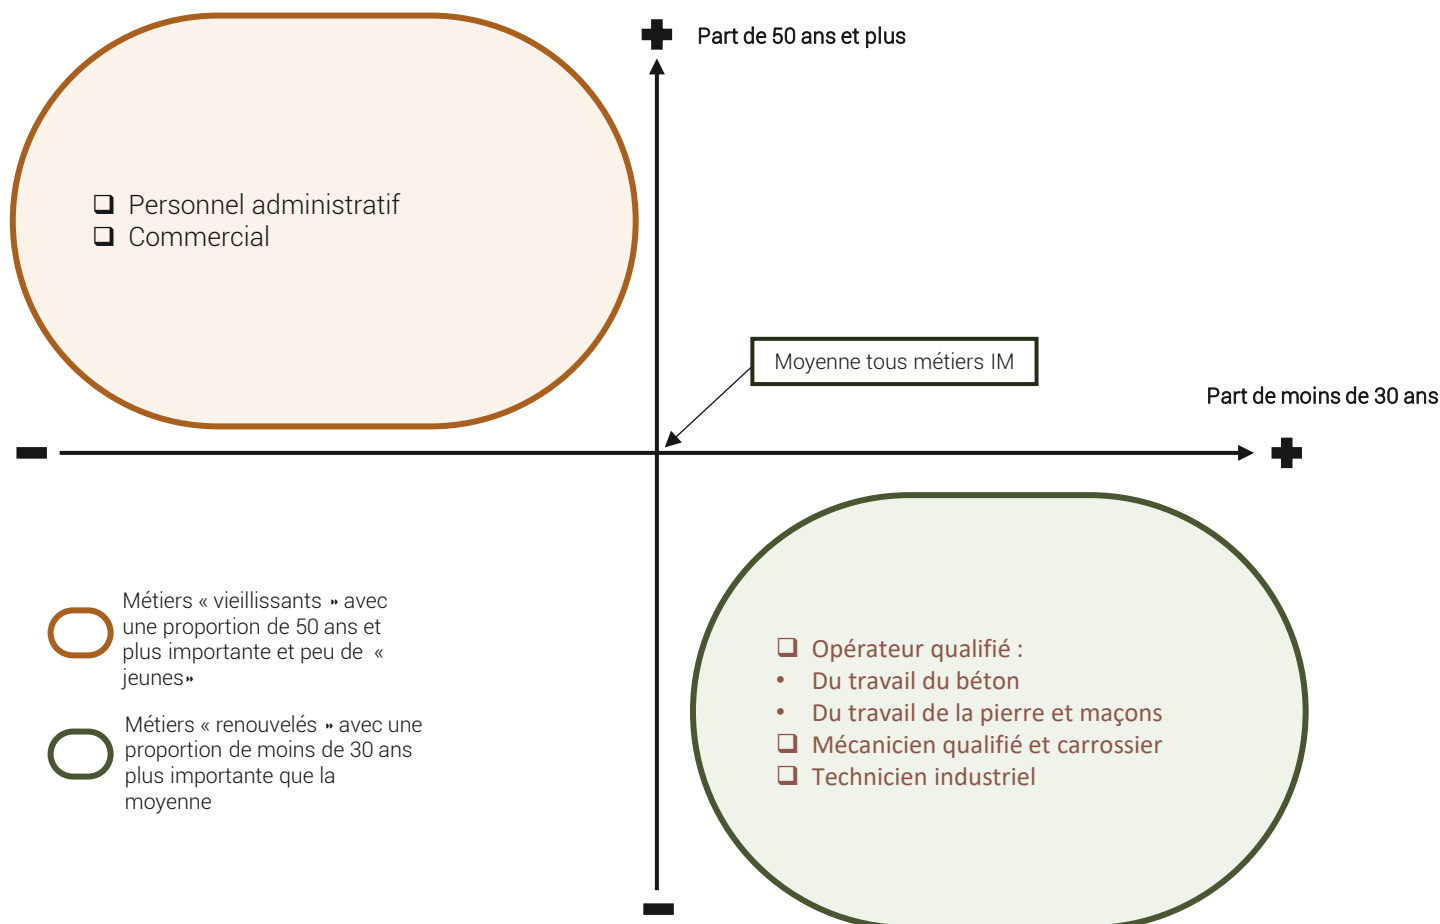 Part de 50 ans et plus
❑ Personnel administratif
❑ Commercial
Moyenne tous métiers IM
Part de moins de 30 ans
Métiers « vieillissants » avec
une proportion de 50 ans et
plus importante et peu de «
jeunes»
Métiers « renouvelés » avec une
proportion de moins de 30 ans
plus importante que la
moyenne
❑ Opérateur qualifié :
• Du travail du béton
• Du travail de la pierre et maçons
❑ Mécanicien qualifié et carrossier
❑ Technicien industriel